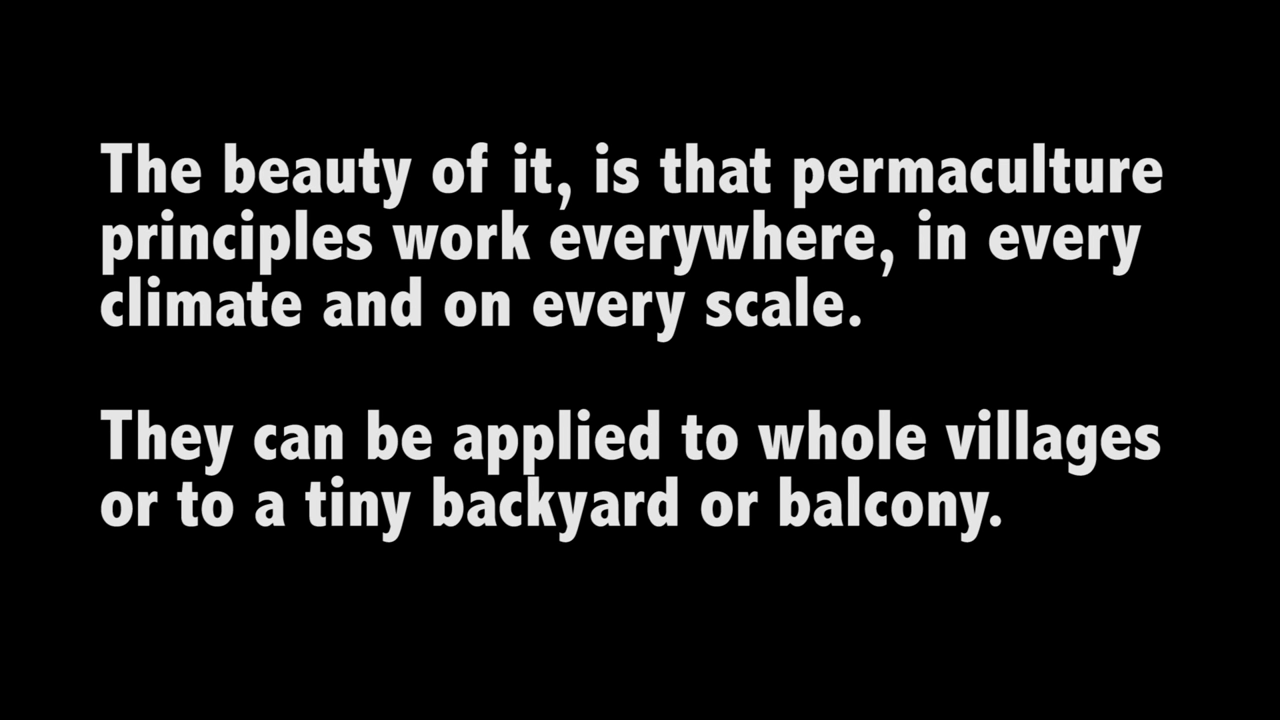 The beauty of it, is that permaculture
principles work everywhere, in every
climate and on every scale.
They can be applied to whole villages
or to a tiny backyard or balcony.